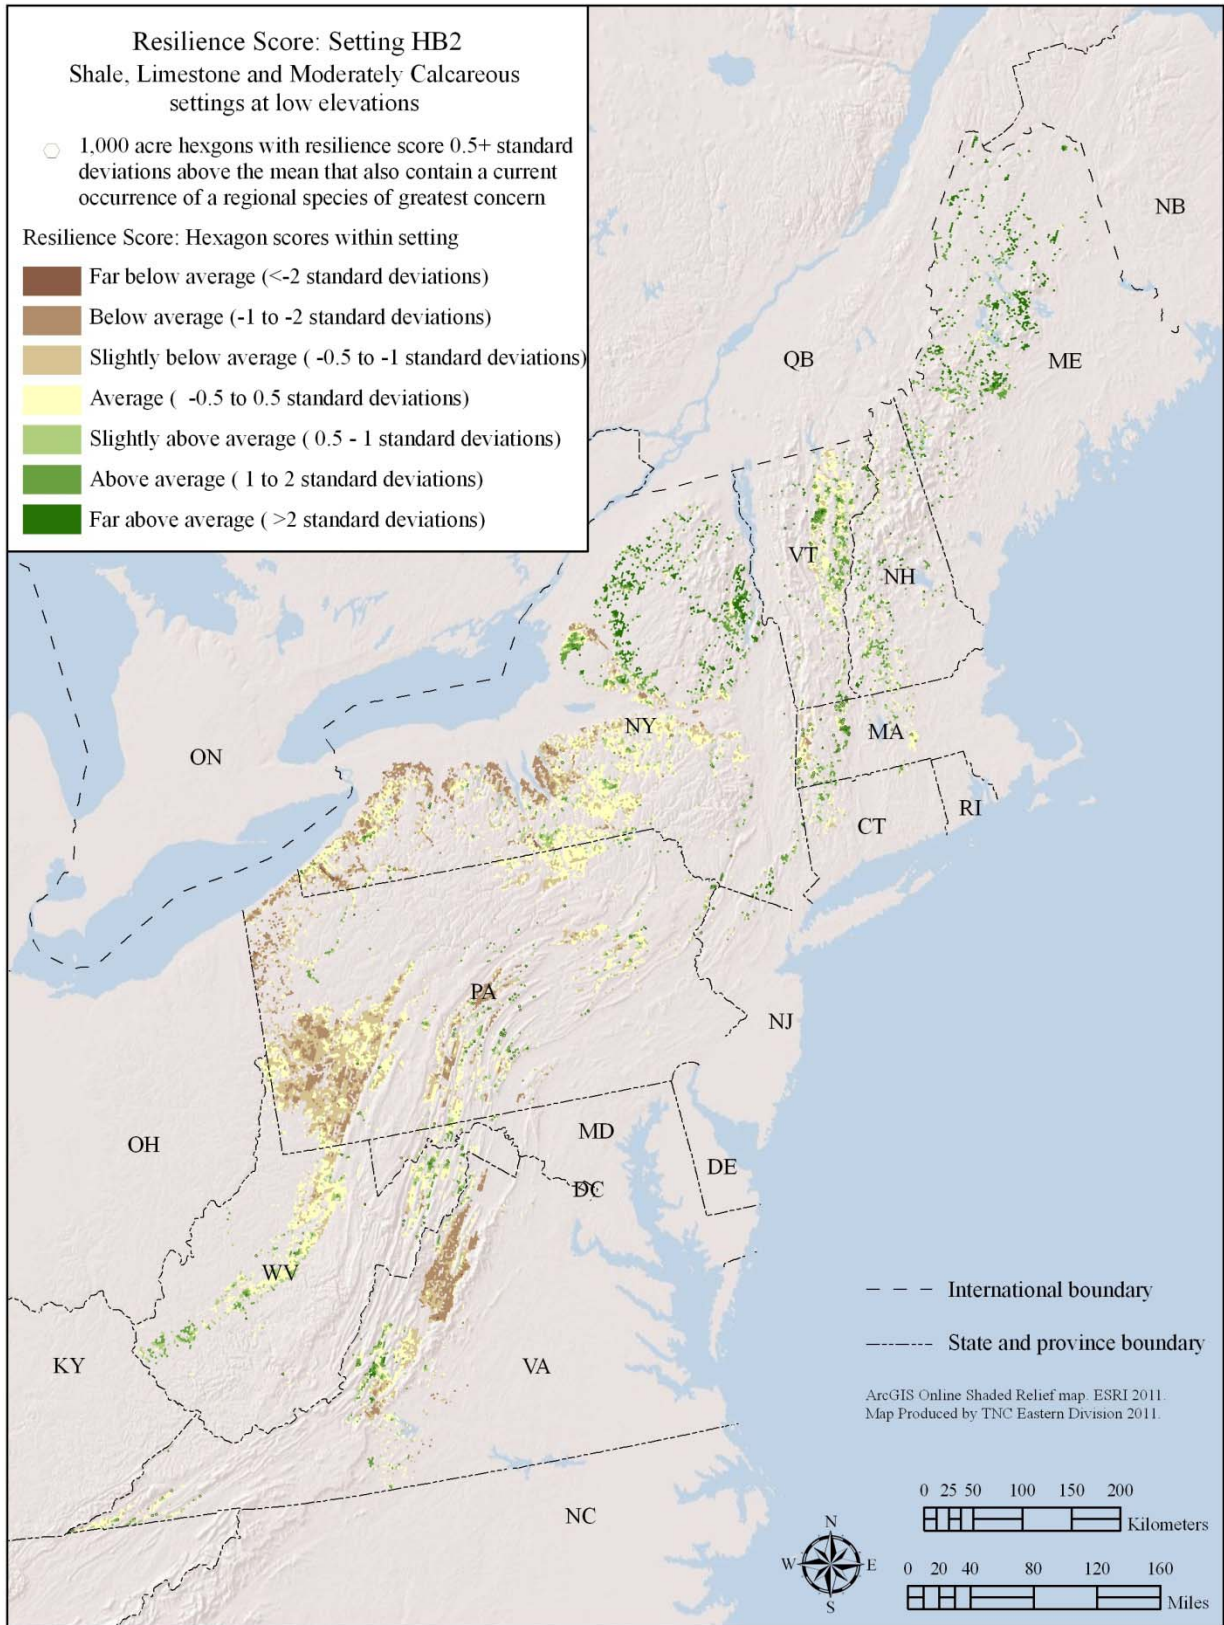 Resilience Score: Setting HB2
Shale, Limestone and Moderately Calcareous
settings at low elevations
1,000 acre hexgons with resilience score 0.5+ standard
deviations above the mean that also contain a current
occurrence of a regional species of greatest concern
Resilience Score: Hexagon scores within setting
Far below average (<-2 standard deviations)
Below average (-1 to -2 standard deviations)
Slightly below average ( -0.5 to -1 standard deviations)
Average (  -0.5 to 0.5 standard deviations)
Slightly above average ( 0.5 - 1 standard deviations)
Above average ( 1 to 2 standard deviations)
Far above average ( >2 standard deviations)
NB
QB
ME
VT
NH
NY
MA
ON
RI
CT
PA
NJ
OH
MD
DE
DC
WV
KY
VA
NC
International boundary
State and province boundary
ArcGIS Online Shaded Relief map. ESRI 2011.
Map Produced by TNC Eastern Division 2011.
0 25 50 100 150 200
Kilometers
N
W E
S
0 20 40 80 120 160
Miles